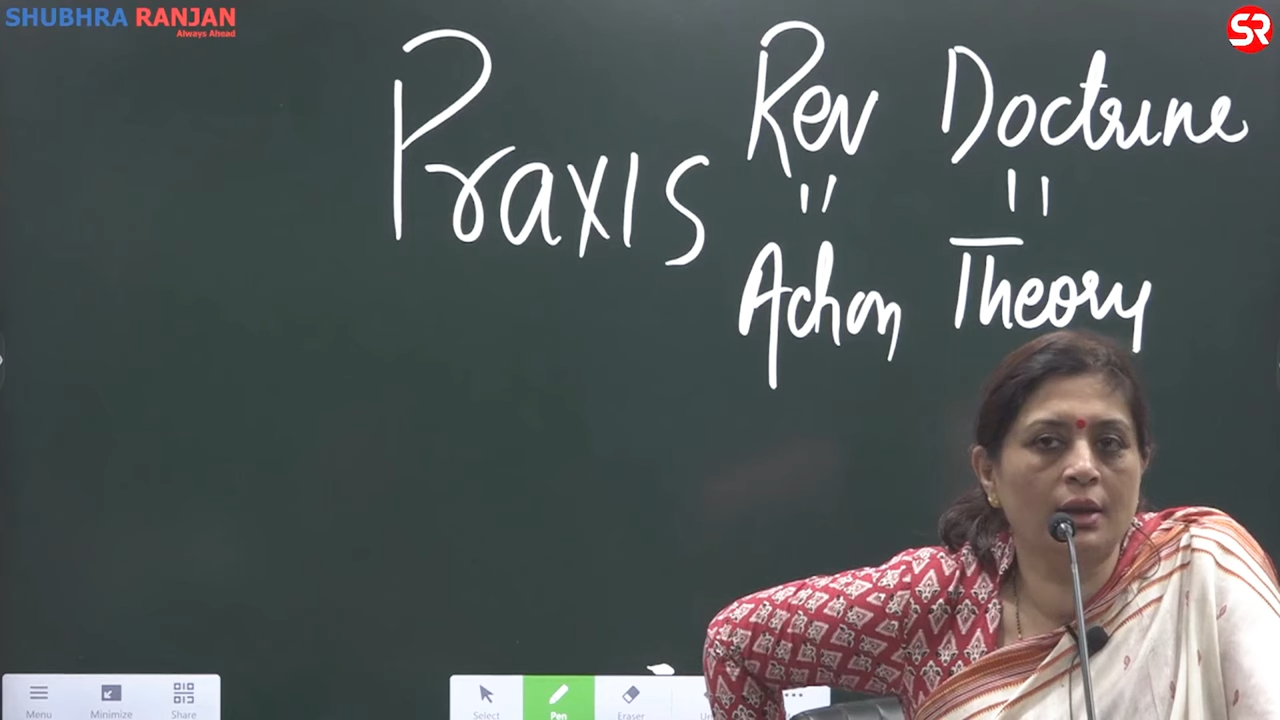 SHUBHRA RANJAN
Always Ahead
SR
Praxis Rev Doctrine
" "
Action Theory
Menu Minimize Share Select Pen Eraser